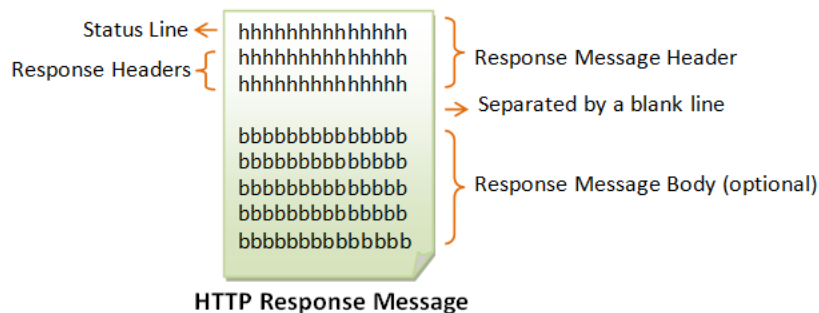 Status Line
Response Headers
hhhhhhhhhhhhhh
hhhhhhhhhhhhhh
hhhhhhhhhhhhhh
Response Message Header
Separated by a blank line
bbbbbbbbbbbbbb
bbbbbbbbbbbbbb
bbbbbbbbbbbbbb
bbbbbbbbbbbbbb
bbbbbbbbbbbbbb
Response Message Body (optional)
HTTP Response Message